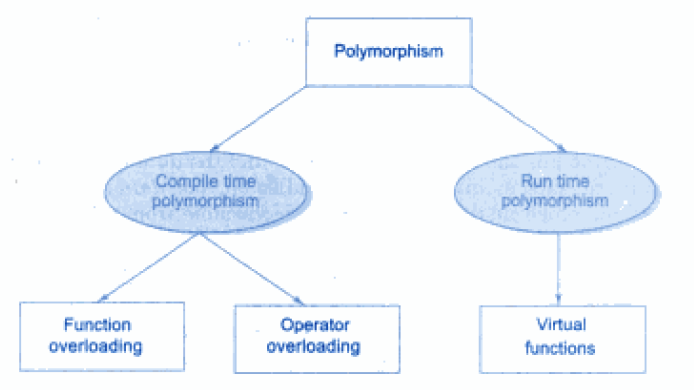 Polymorphism
Compile time
polymorphism
Run time
polymorphism
Function
overloading
Operator
overloading
Virtual
functions